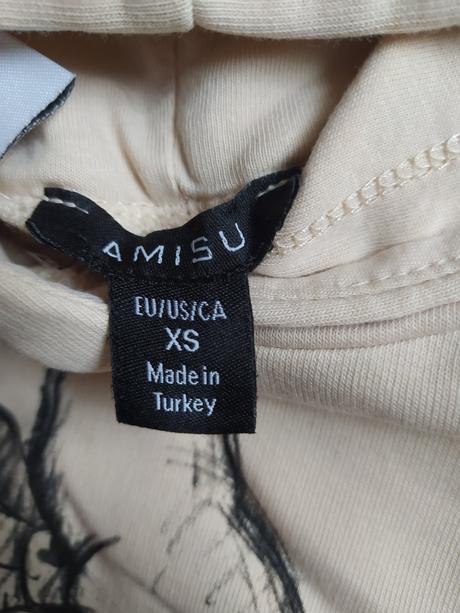 AMISU
EU/US/CA
XS
Made in
Turkey